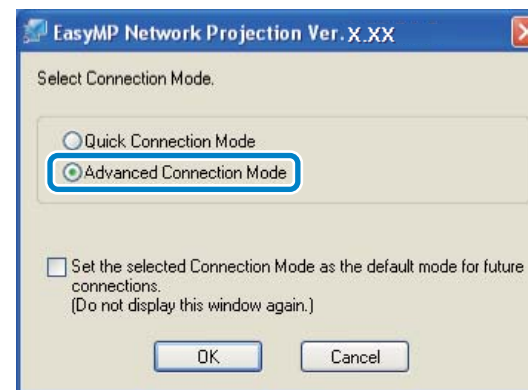 EasyMP Network Projection Ver.X.XX
Select Connection Mode.
Quick Connection Mode
Advanced Connection Mode
Set the selected Connection Mode as the default mode for future
connections.
(Do not display this window again.)
OK
Cancel